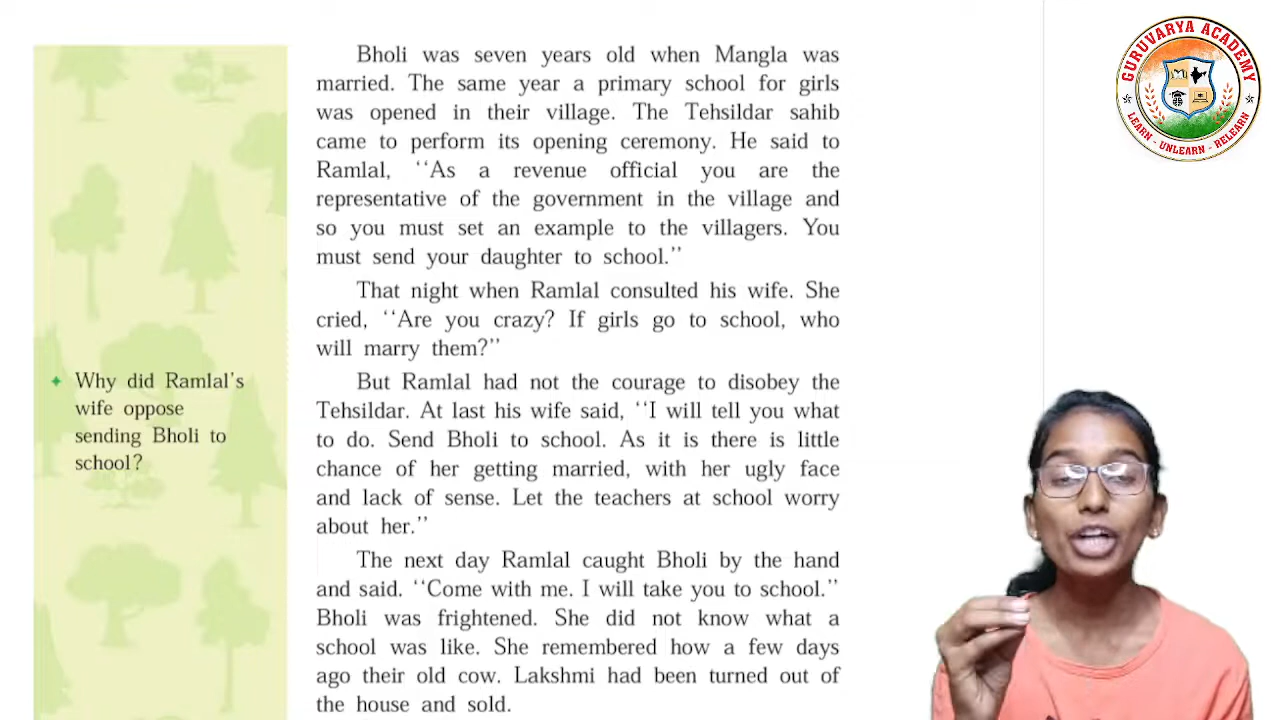 Bholi was seven years old when Mangla was
married. The same year a primary school for girls
was opened in their village. The Tehsildar sahib
came to perform its opening ceremony. He said to
Ramlal, ‘‘As a revenue official you are the
representative of the government in the village and
so you must set an example to the villagers. You
must send your daughter to school.’’
That night when Ramlal consulted his wife. She
cried, ‘‘Are you crazy? If girls go to school, who
will marry them?’’
But Ramlal had not the courage to disobey the
Tehsildar. At last his wife said, ‘‘I will tell you what
to do. Send Bholi to school. As it is there is little
chance of her getting married, with her ugly face
and lack of sense. Let the teachers at school worry
about her.’’
The next day Ramlal caught Bholi by the hand
and said. ‘‘Come with me. I will take you to school.’’
Bholi was frightened. She did not know what a
school was like. She remembered how a few days
ago their old cow. Lakshmi had been turned out of
the house and sold.
Why did Ramlal’s
wife oppose
sending Bholi to
school?
GURUVARYA ACADEMY
LEARN - UNLEARN - RELEARN